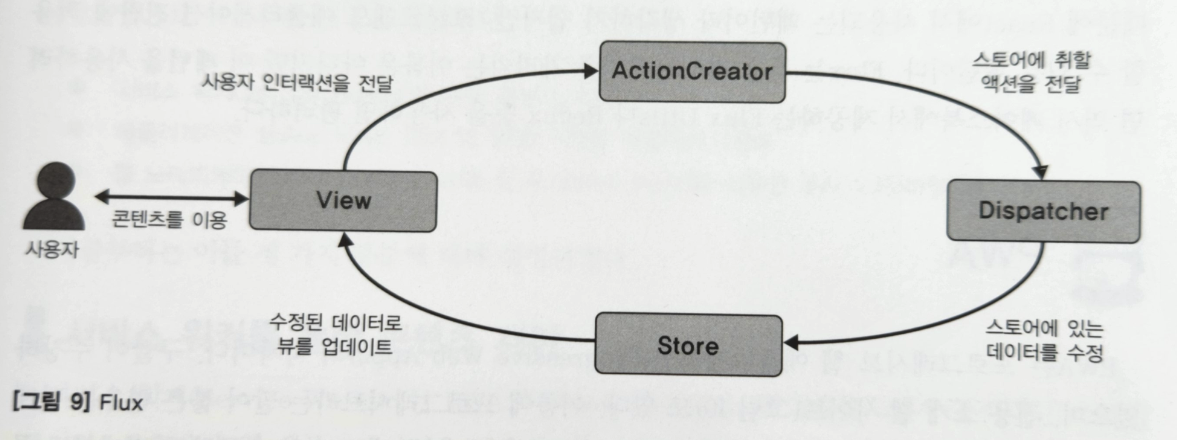 사용자 인터랙션을 전달
ActionCreator
스토어에 취할
액션을 전달
사용자
콘텐츠를 이용
View
Dispatcher
수정된 데이터로
뷰를 업데이트
Store
스토어에 있는
데이터를 수정
[그림 9] Flux